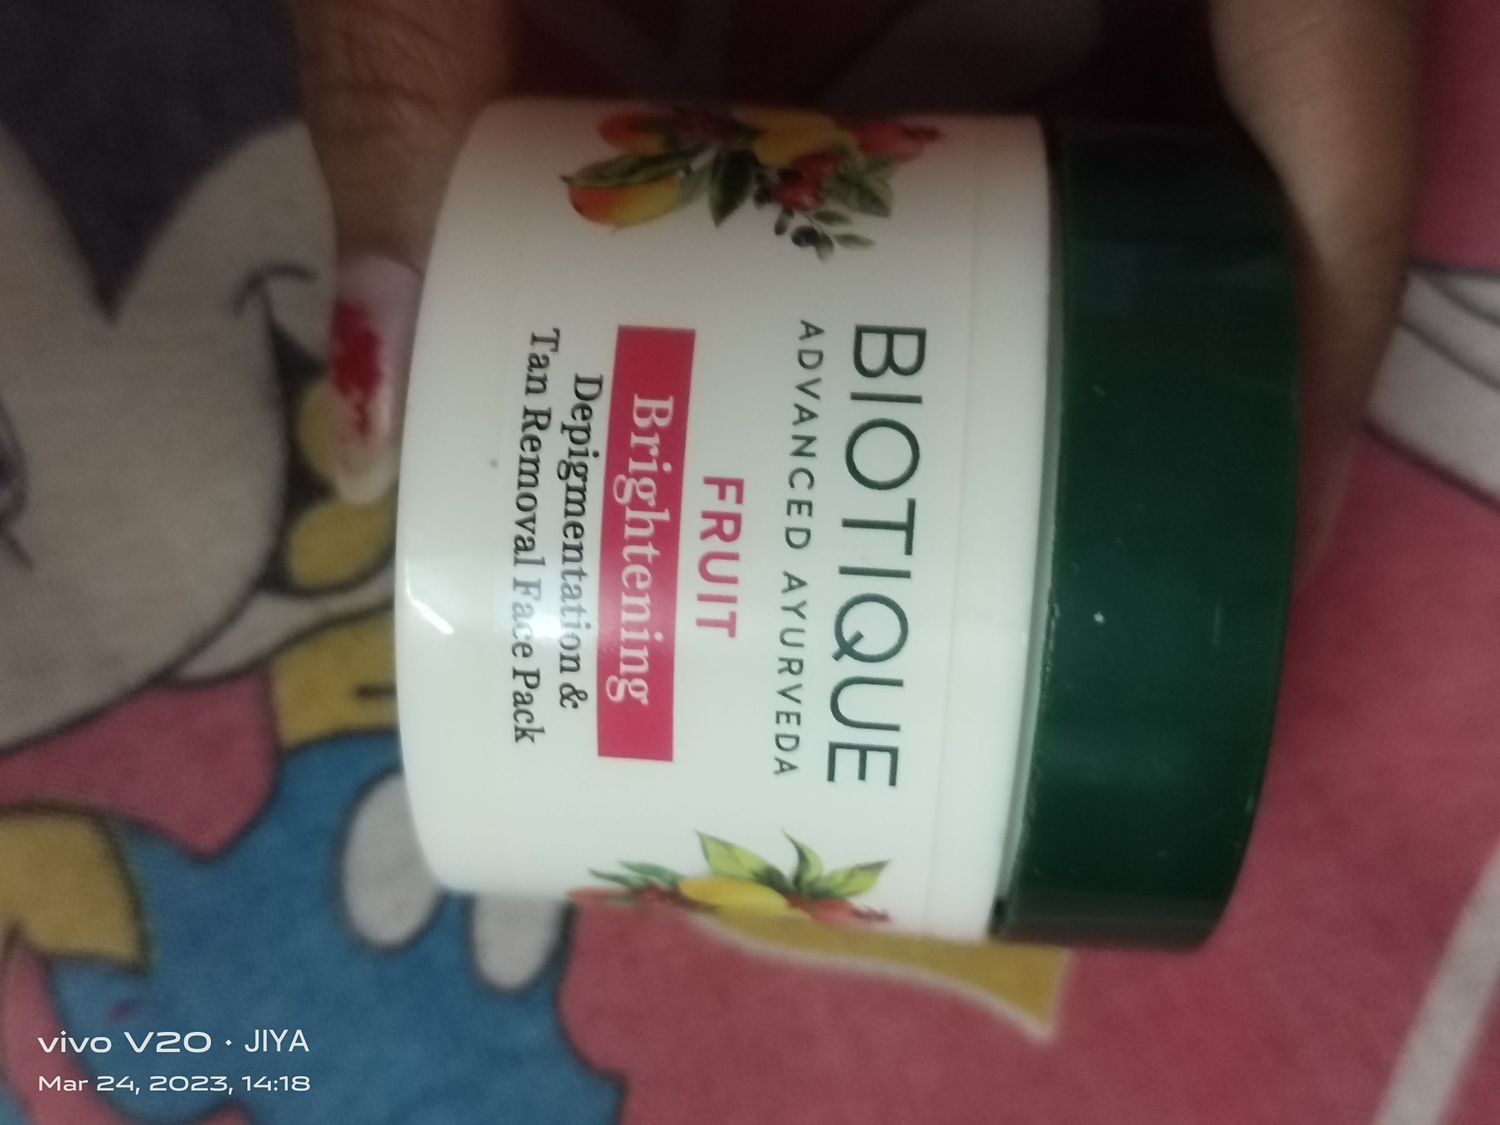 BIOTIQUE
ADVANCED AYURVEDA
FRUIT
Brightening
Depigmentation &
Tan Removal Face Pack
vivo V20 · JIYA
Mar 24, 2023, 14:18